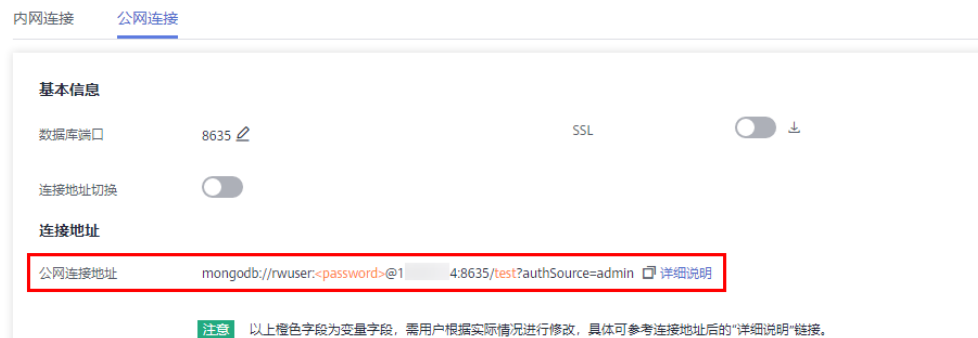 内网连接 公网连接
基本信息
数据库端口 8635 SSL
连接地址切换
连接地址
公网连接地址 mongodb://rwuser:<password>@1 4:8635/test?authSource=admin 详细说明
注意 以上橙色字段为变量字段，需用户根据实际情况进行修改，具体可参考连接地址后的“详细说明”链接。